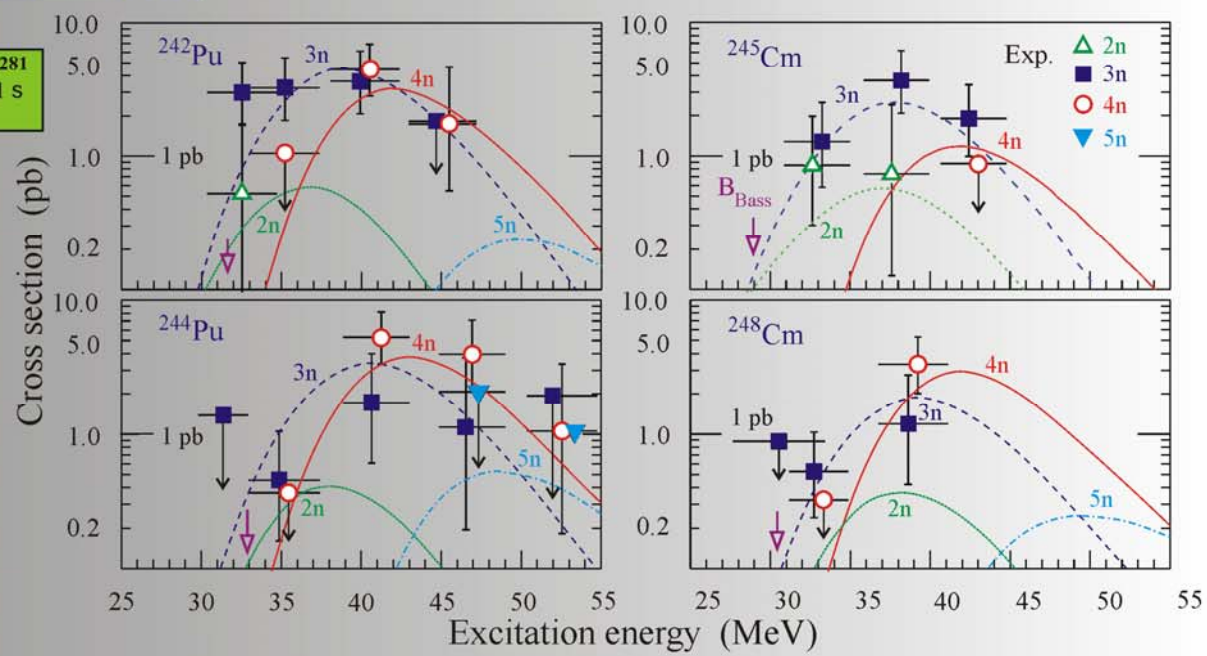 281
s
Cross section (pb)
10.0
5.0
1.0
0.2
²⁴²Pu
3n
4n
1 pb
2n
5n
10.0
5.0
1.0
0.2
²⁴⁵Cm
Exp.
2n
3n
4n
5n
3n
1 pb
4n
B_Bass
2n
10.0
5.0
1.0
0.2
²⁴⁴Pu
3n
4n
1 pb
5n
2n
10.0
5.0
1.0
0.2
²⁴⁸Cm
4n
1 pb
3n
2n
5n
25 30 35 40 45 55
25 30 35 40 45 50 55
Excitation energy (MeV)